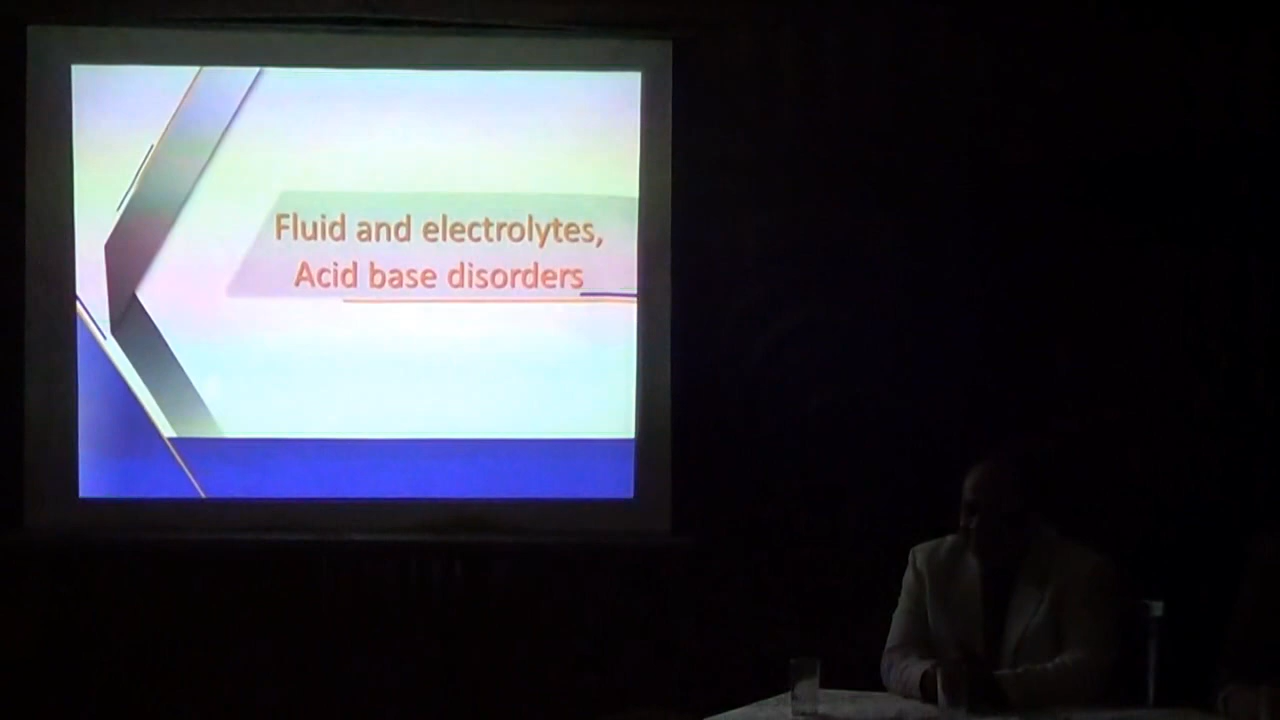 Fluid and electrolytes,
Acid base disorders